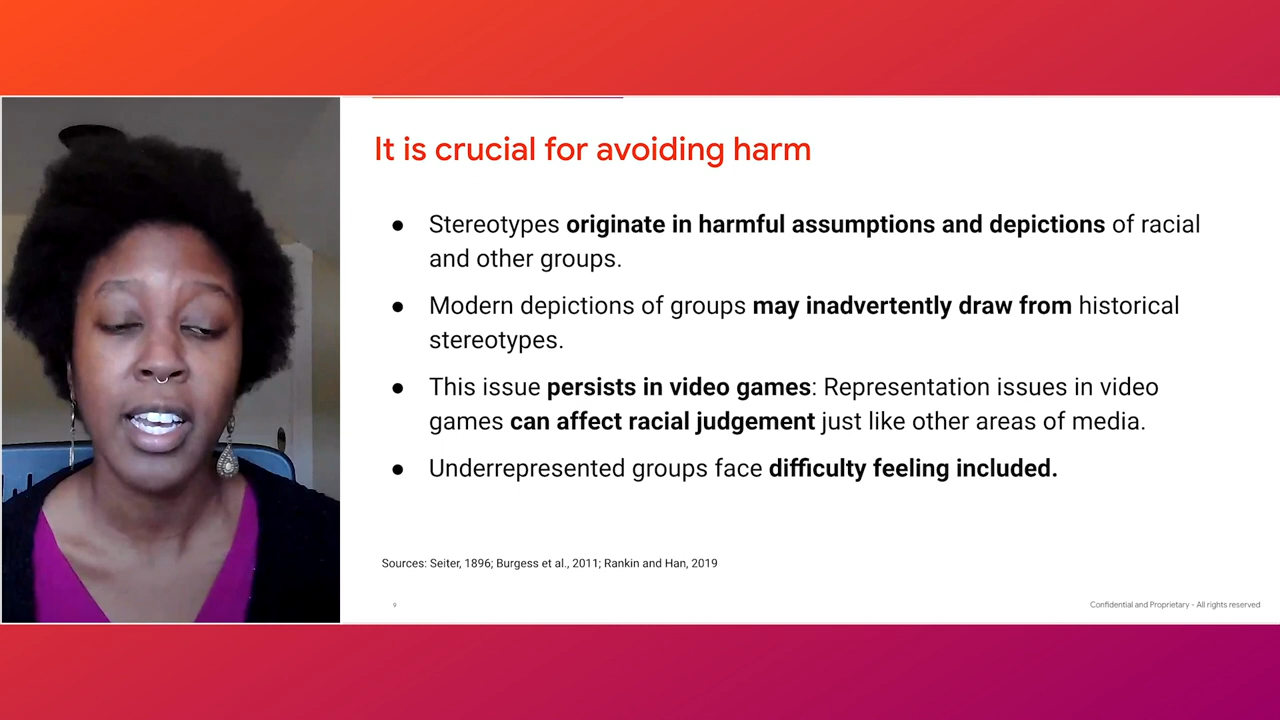 It is crucial for avoiding harm
● Stereotypes originate in harmful assumptions and depictions of racial
and other groups.
● Modern depictions of groups may inadvertently draw from historical
stereotypes.
● This issue persists in video games: Representation issues in video
games can affect racial judgement just like other areas of media.
● Underrepresented groups face difficulty feeling included.
Sources: Seiter, 1896; Burgess et al., 2011; Rankin and Han, 2019
9
Confidential and Proprietary - All rights reserved